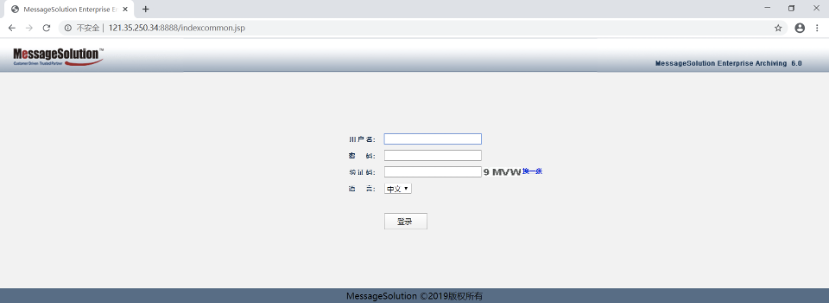 MessageSolution Enterprise E
不安全 | 121.35.250.34:8888/indexcommon.jsp
MessageSolution™
Customer Driven Trusted Partner
MessageSolution Enterprise Archiving 6.0
用户名:
密 码:
验证码: 9 MVW 换一张
语 言: 中文
登录
MessageSolution ©2019版权所有